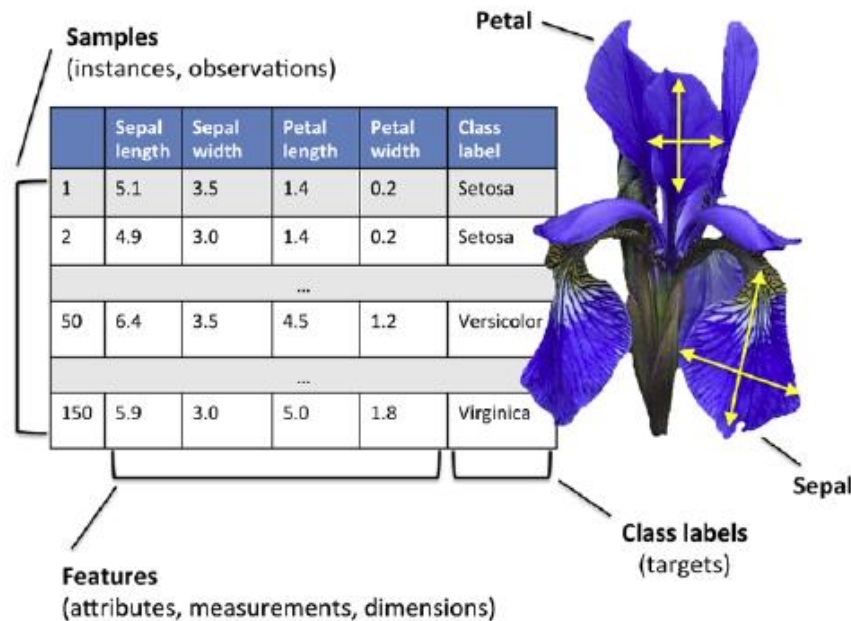 Samples
(instances, observations)
Petal
Sepal length Sepal width Petal length Petal width Class label
1 5.1 3.5 1.4 0.2 Setosa
2 4.9 3.0 1.4 0.2 Setosa
...
50 6.4 3.5 4.5 1.2 Versicolor
...
150 5.9 3.0 5.0 1.8 Virginica
Sepal
Class labels
(targets)
Features
(attributes, measurements, dimensions)